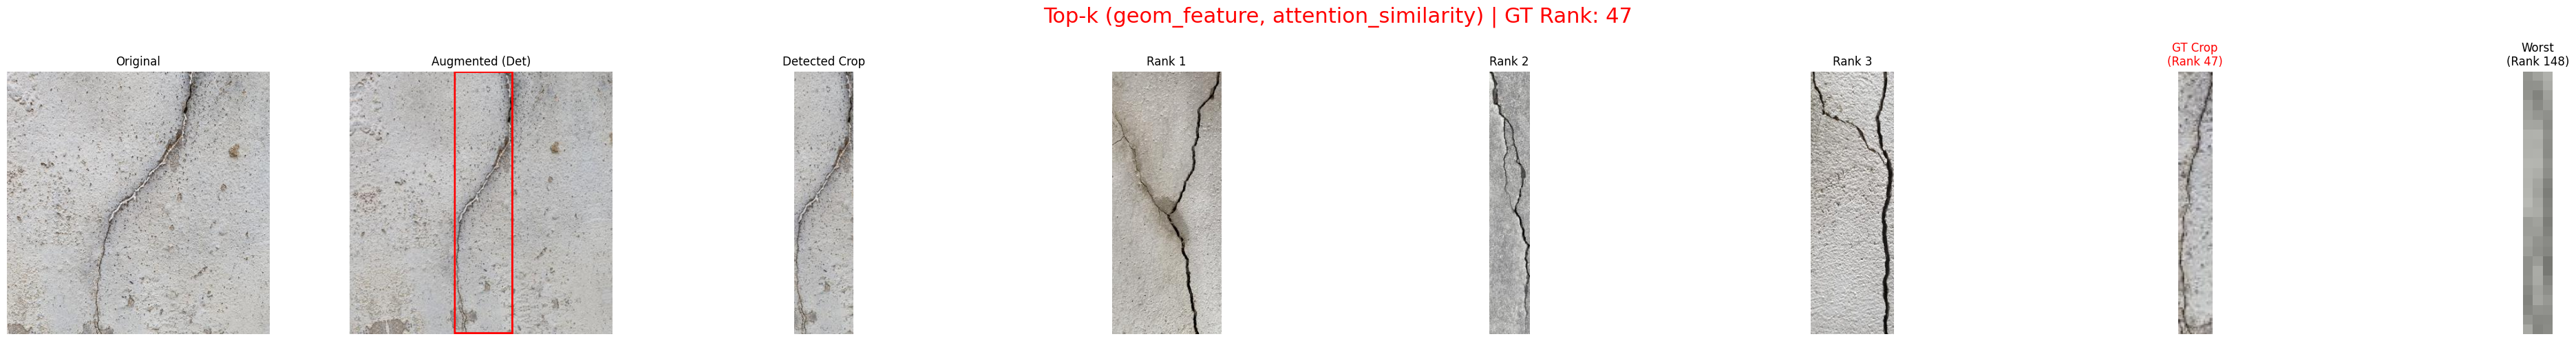 Top-k (geom_feature, attention_similarity) | GT Rank: 47
Original
Augmented (Det)
Detected Crop
Rank 1
Rank 2
Rank 3
GT Crop
(Rank 47)
Worst
(Rank 148)